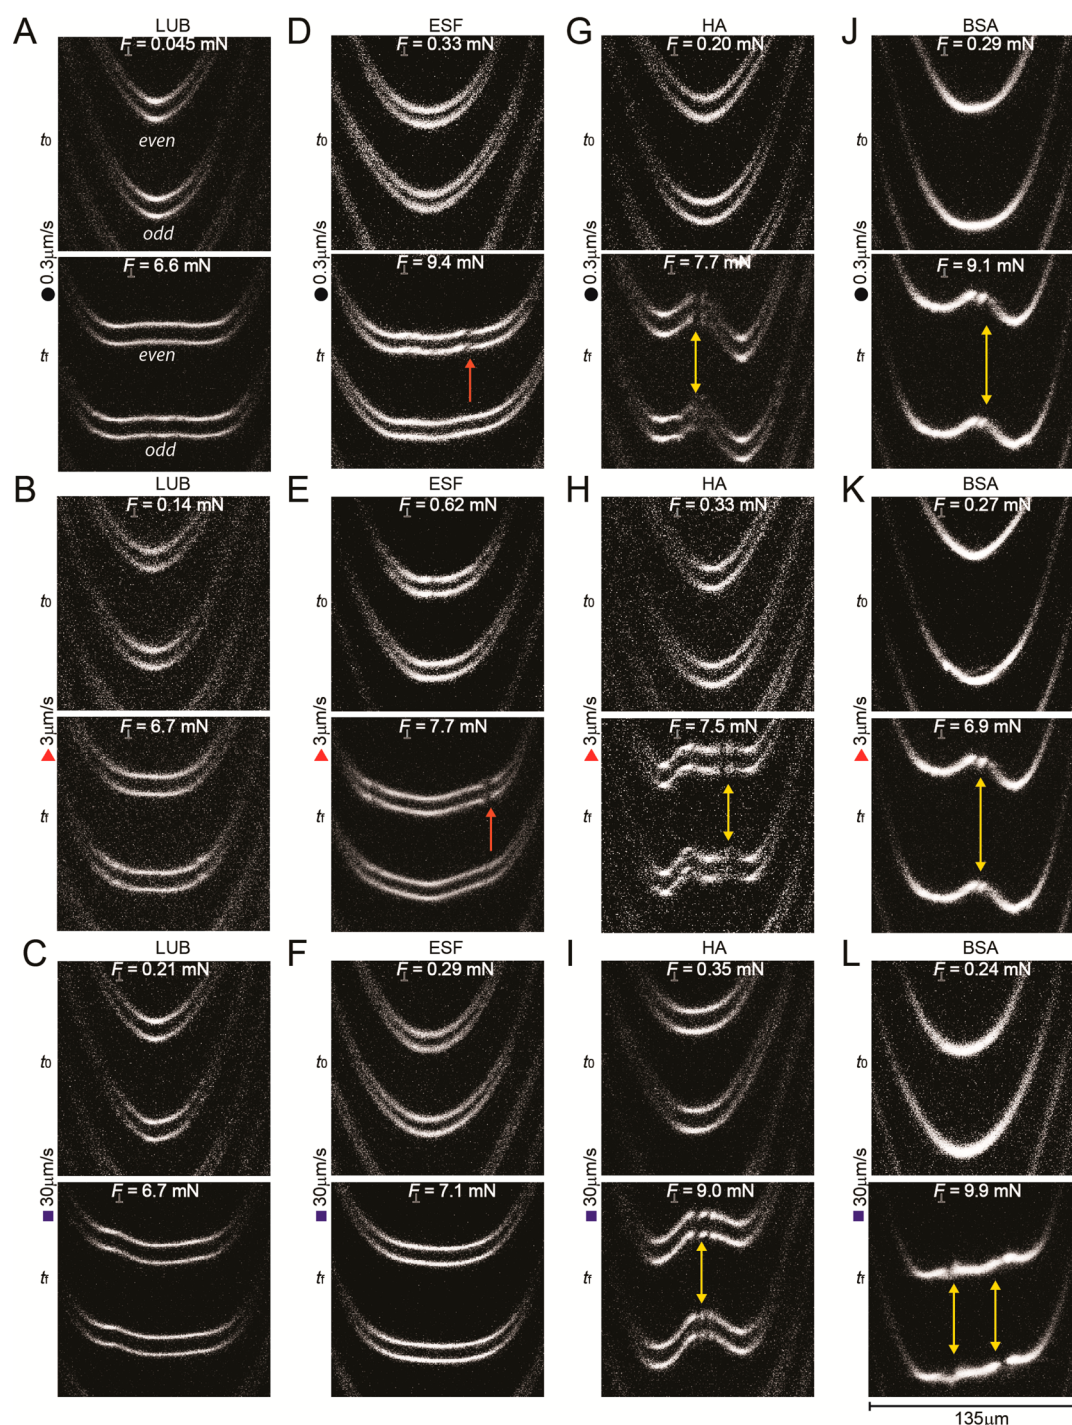 A LUB D ESF G HA J BSA
F⊥ = 0.045 mN F⊥ = 0.33 mN F⊥ = 0.20 mN F⊥ = 0.29 mN
even
t0 t0 t0 t0
odd
● 0.3μm/s ● 0.3μm/s ● 0.3μm/s ● 0.3μm/s
F⊥ = 6.6 mN F⊥ = 9.4 mN F⊥ = 7.7 mN F⊥ = 9.1 mN
even
tf tf tf tf
odd
B LUB E ESF H HA K BSA
F⊥ = 0.14 mN F⊥ = 0.62 mN F⊥ = 0.33 mN F⊥ = 0.27 mN
t0 t0 t0 t0
▲ 3μm/s ▲ 3μm/s ▲ 3μm/s ▲ 3μm/s
F⊥ = 6.7 mN F⊥ = 7.7 mN F⊥ = 7.5 mN F⊥ = 6.9 mN
tf tf tf tf
C LUB F ESF I HA L BSA
F⊥ = 0.21 mN F⊥ = 0.29 mN F⊥ = 0.35 mN F⊥ = 0.24 mN
t0 t0 t0 t0
■ 30μm/s ■ 30μm/s ■ 30μm/s ■ 30μm/s
F⊥ = 6.7 mN F⊥ = 7.1 mN F⊥ = 9.0 mN F⊥ = 9.9 mN
tf tf tf tf
135μm